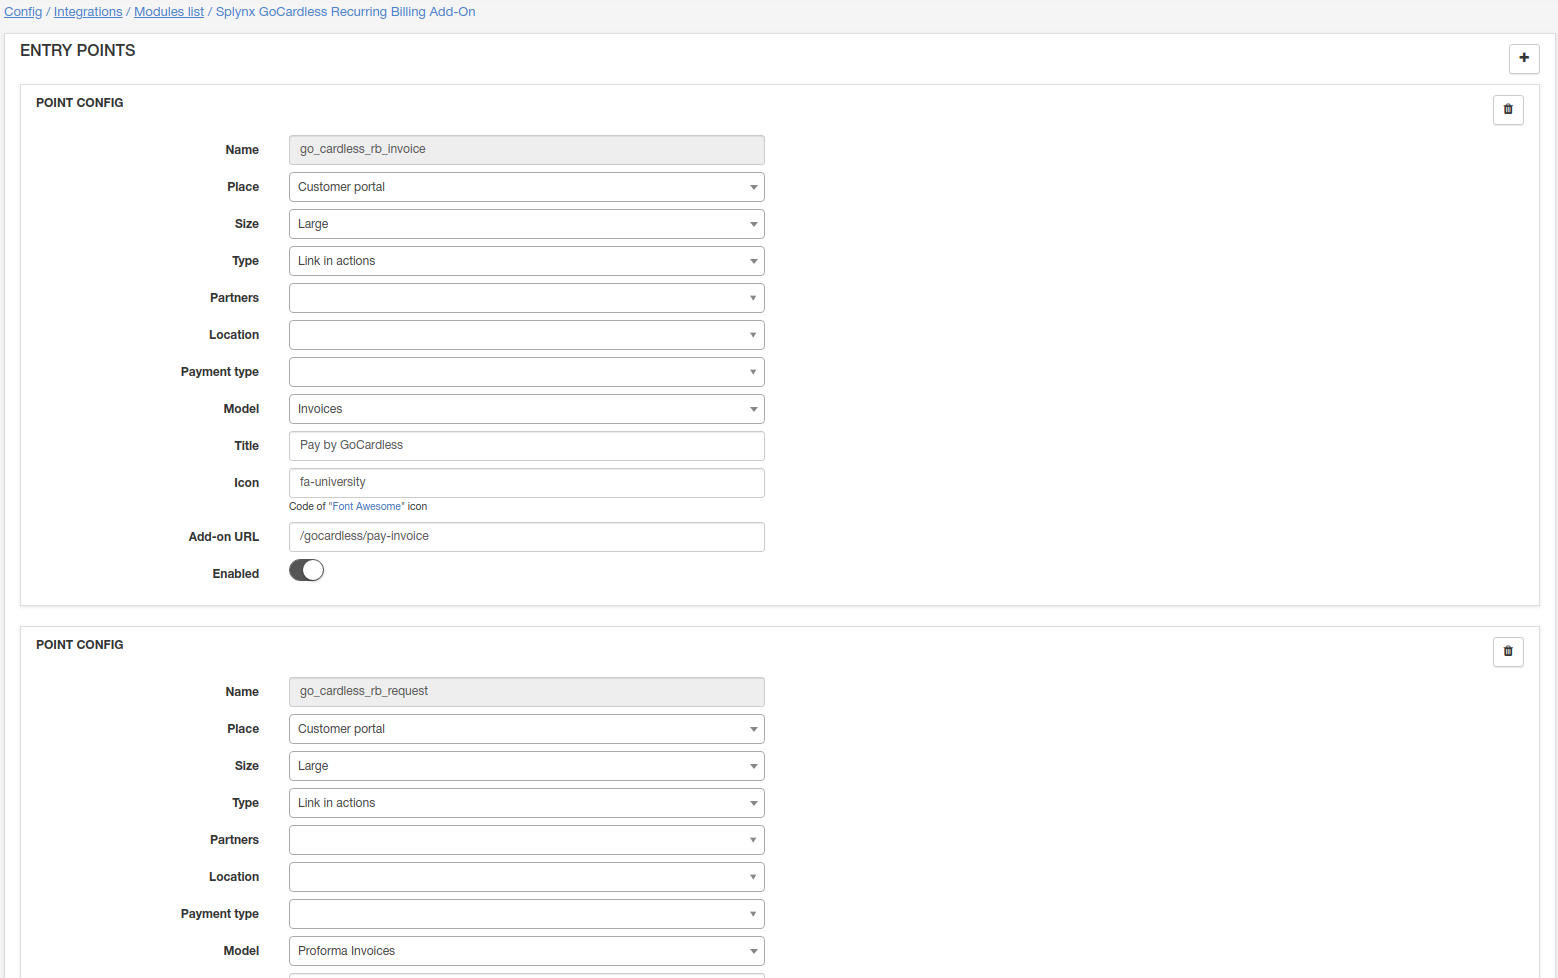 Config / Integrations / Modules list / Splynx GoCardless Recurring Billing Add-On
ENTRY POINTS
POINT CONFIG
Name go_cardless_rb_invoice
Place Customer portal
Size Large
Type Link in actions
Partners
Location
Payment type
Model Invoices
Title Pay by GoCardless
Icon fa-university
Code of "Font Awesome" icon
Add-on URL /gocardless/pay-invoice
Enabled
POINT CONFIG
Name go_cardless_rb_request
Place Customer portal
Size Large
Type Link in actions
Partners
Location
Payment type
Model Proforma Invoices